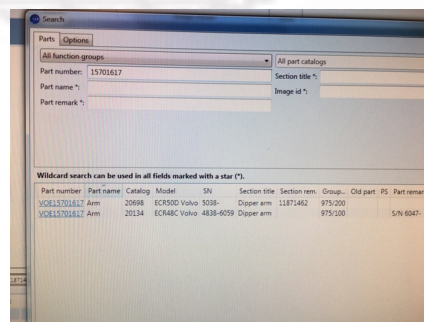 Search
Parts Options
All function groups All part catalogs
Part number: 15701617 Section title *:
Part name *: Image id *:
Part remark *:
Wildcard search can be used in all fields marked with a star (*).
Part number Part name Catalog Model SN Section title Section rem. Group... Old part PS Part remar
VOE15701617 Arm 20698 ECR50D Volvo 5038- Dipper arm 11871462 975/200
VOE15701617 Arm 20134 ECR48C Volvo 4838-6059 Dipper arm 975/100 S/N 6047-